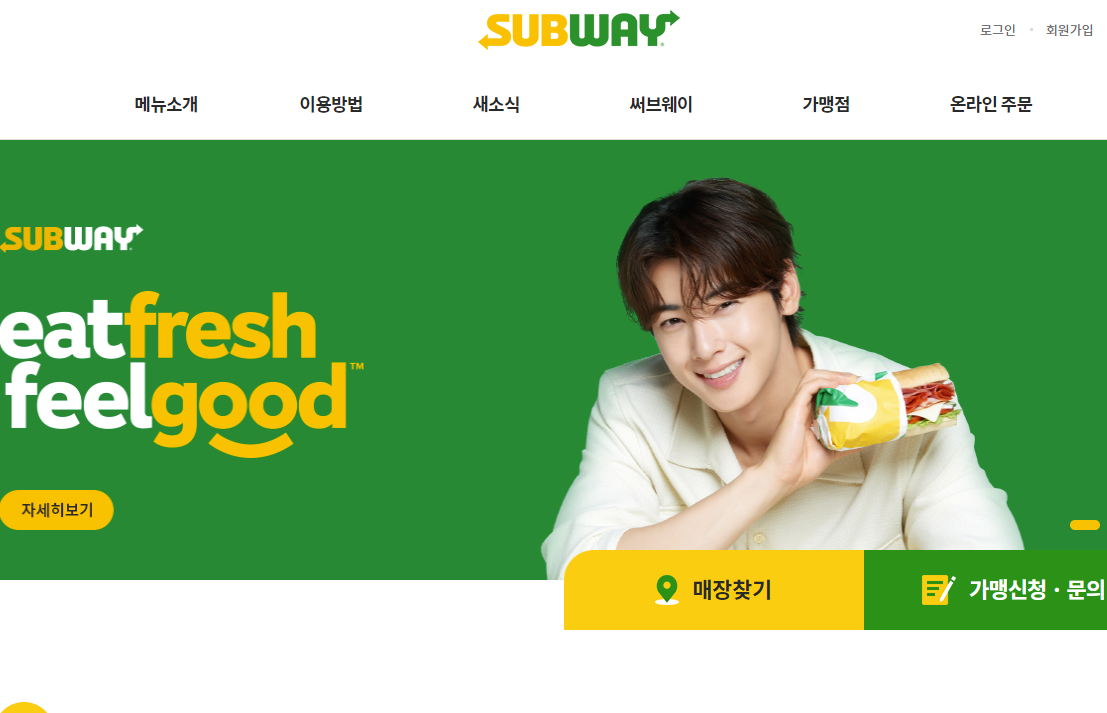 SUBWAY
로그인
회원가입
메뉴소개
이용방법
새소식
써브웨이
가맹점
온라인 주문
SUBWAY
eatfresh
feelgood™
자세히보기
매장찾기
가맹신청 · 문의